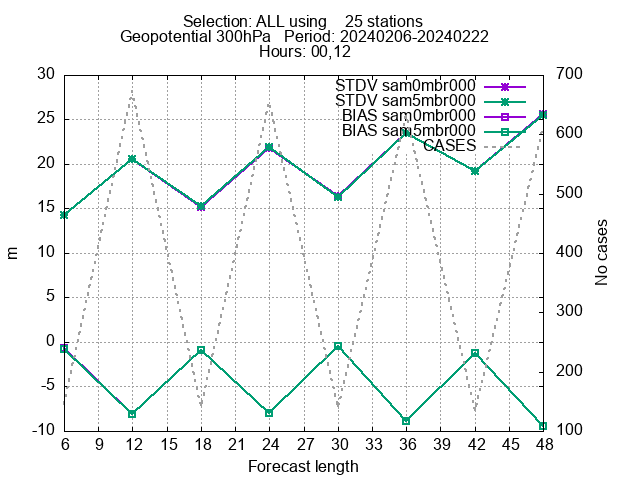 Selection: ALL using    25 stations
Geopotential 300hPa   Period: 20240206-20240222
Hours: 00,12
STDV sam0mbr000
STDV sam5mbr000
BIAS sam0mbr000
BIAS sam5mbr000
CASES
30
25
20
15
10
5
0
-5
-10
m
700
600
500
400
300
200
100
No cases
6 9 12 15 18 21 24 27 30 33 36 39 42 45 48
Forecast length